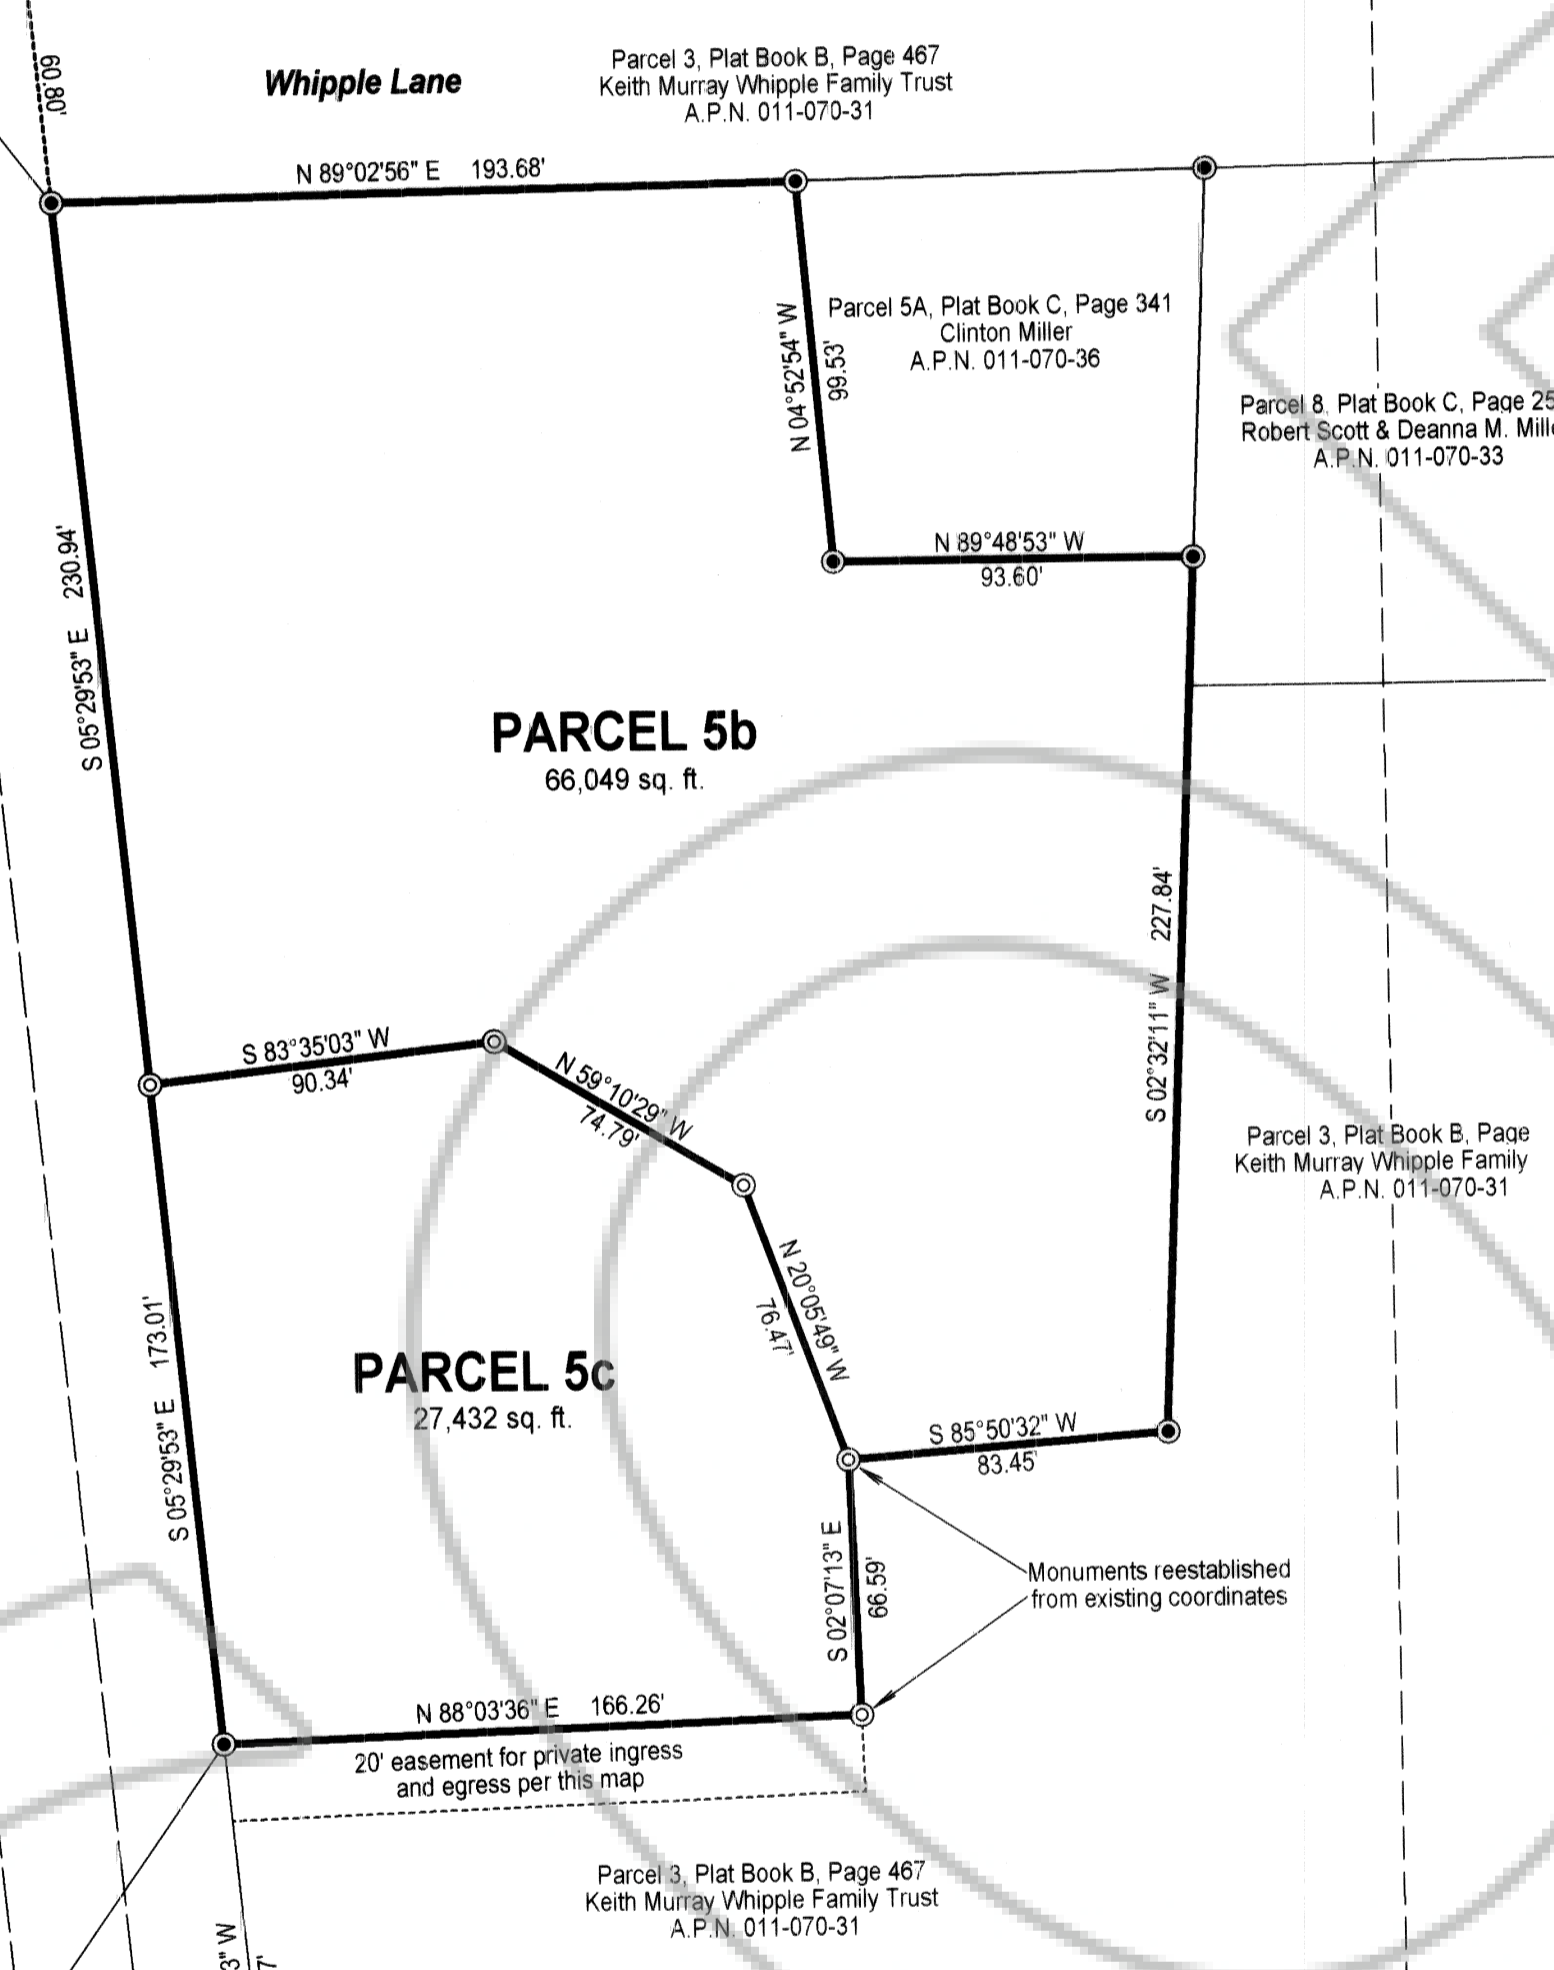 60.80'
Whipple Lane
Parcel 3, Plat Book B, Page 467
Keith Murray Whipple Family Trust
A.P.N. 011-070-31
N 89°02'56" E 193.68'
N 04°52'54" W
99.53'
Parcel 5A, Plat Book C, Page 341
Clinton Miller
A.P.N. 011-070-36
Parcel 8, Plat Book C, Page 25
Robert Scott & Deanna M. Mill
A.P.N. 011-070-33
N 89°48'53" W
93.60'
S 05°29'53" E 230.94'
PARCEL 5b
66,049 sq. ft.
S 02°32'11" W 227.84'
S 83°35'03" W
90.34'
N 59°10'29" W
74.79'
Parcel 3, Plat Book B, Page
Keith Murray Whipple Family
A.P.N. 011-070-31
N 20°05'49" W
76.47'
S 05°29'53" E 173.01'
PARCEL 5c
27,432 sq. ft.
S 85°50'32" W
83.45'
S 02°07'13" E
66.59'
Monuments reestablished
from existing coordinates
N 88°03'36" E 166.26'
20' easement for private ingress
and egress per this map
Parcel 3, Plat Book B, Page 467
Keith Murray Whipple Family Trust
A.P.N. 011-070-31
3" W
7'